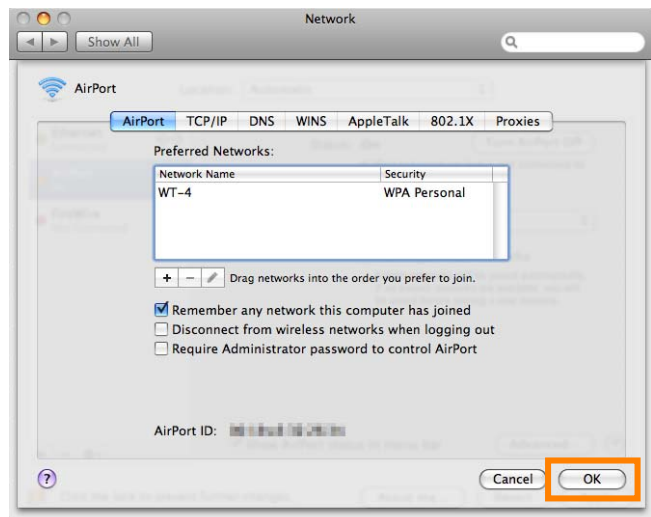 Network
Show All
AirPort
AirPort TCP/IP DNS WINS AppleTalk 802.1X Proxies
Preferred Networks:
Network Name Security
WT-4 WPA Personal
+ - Drag networks into the order you prefer to join.
Remember any network this computer has joined
Disconnect from wireless networks when logging out
Require Administrator password to control AirPort
AirPort ID:
? Cancel OK